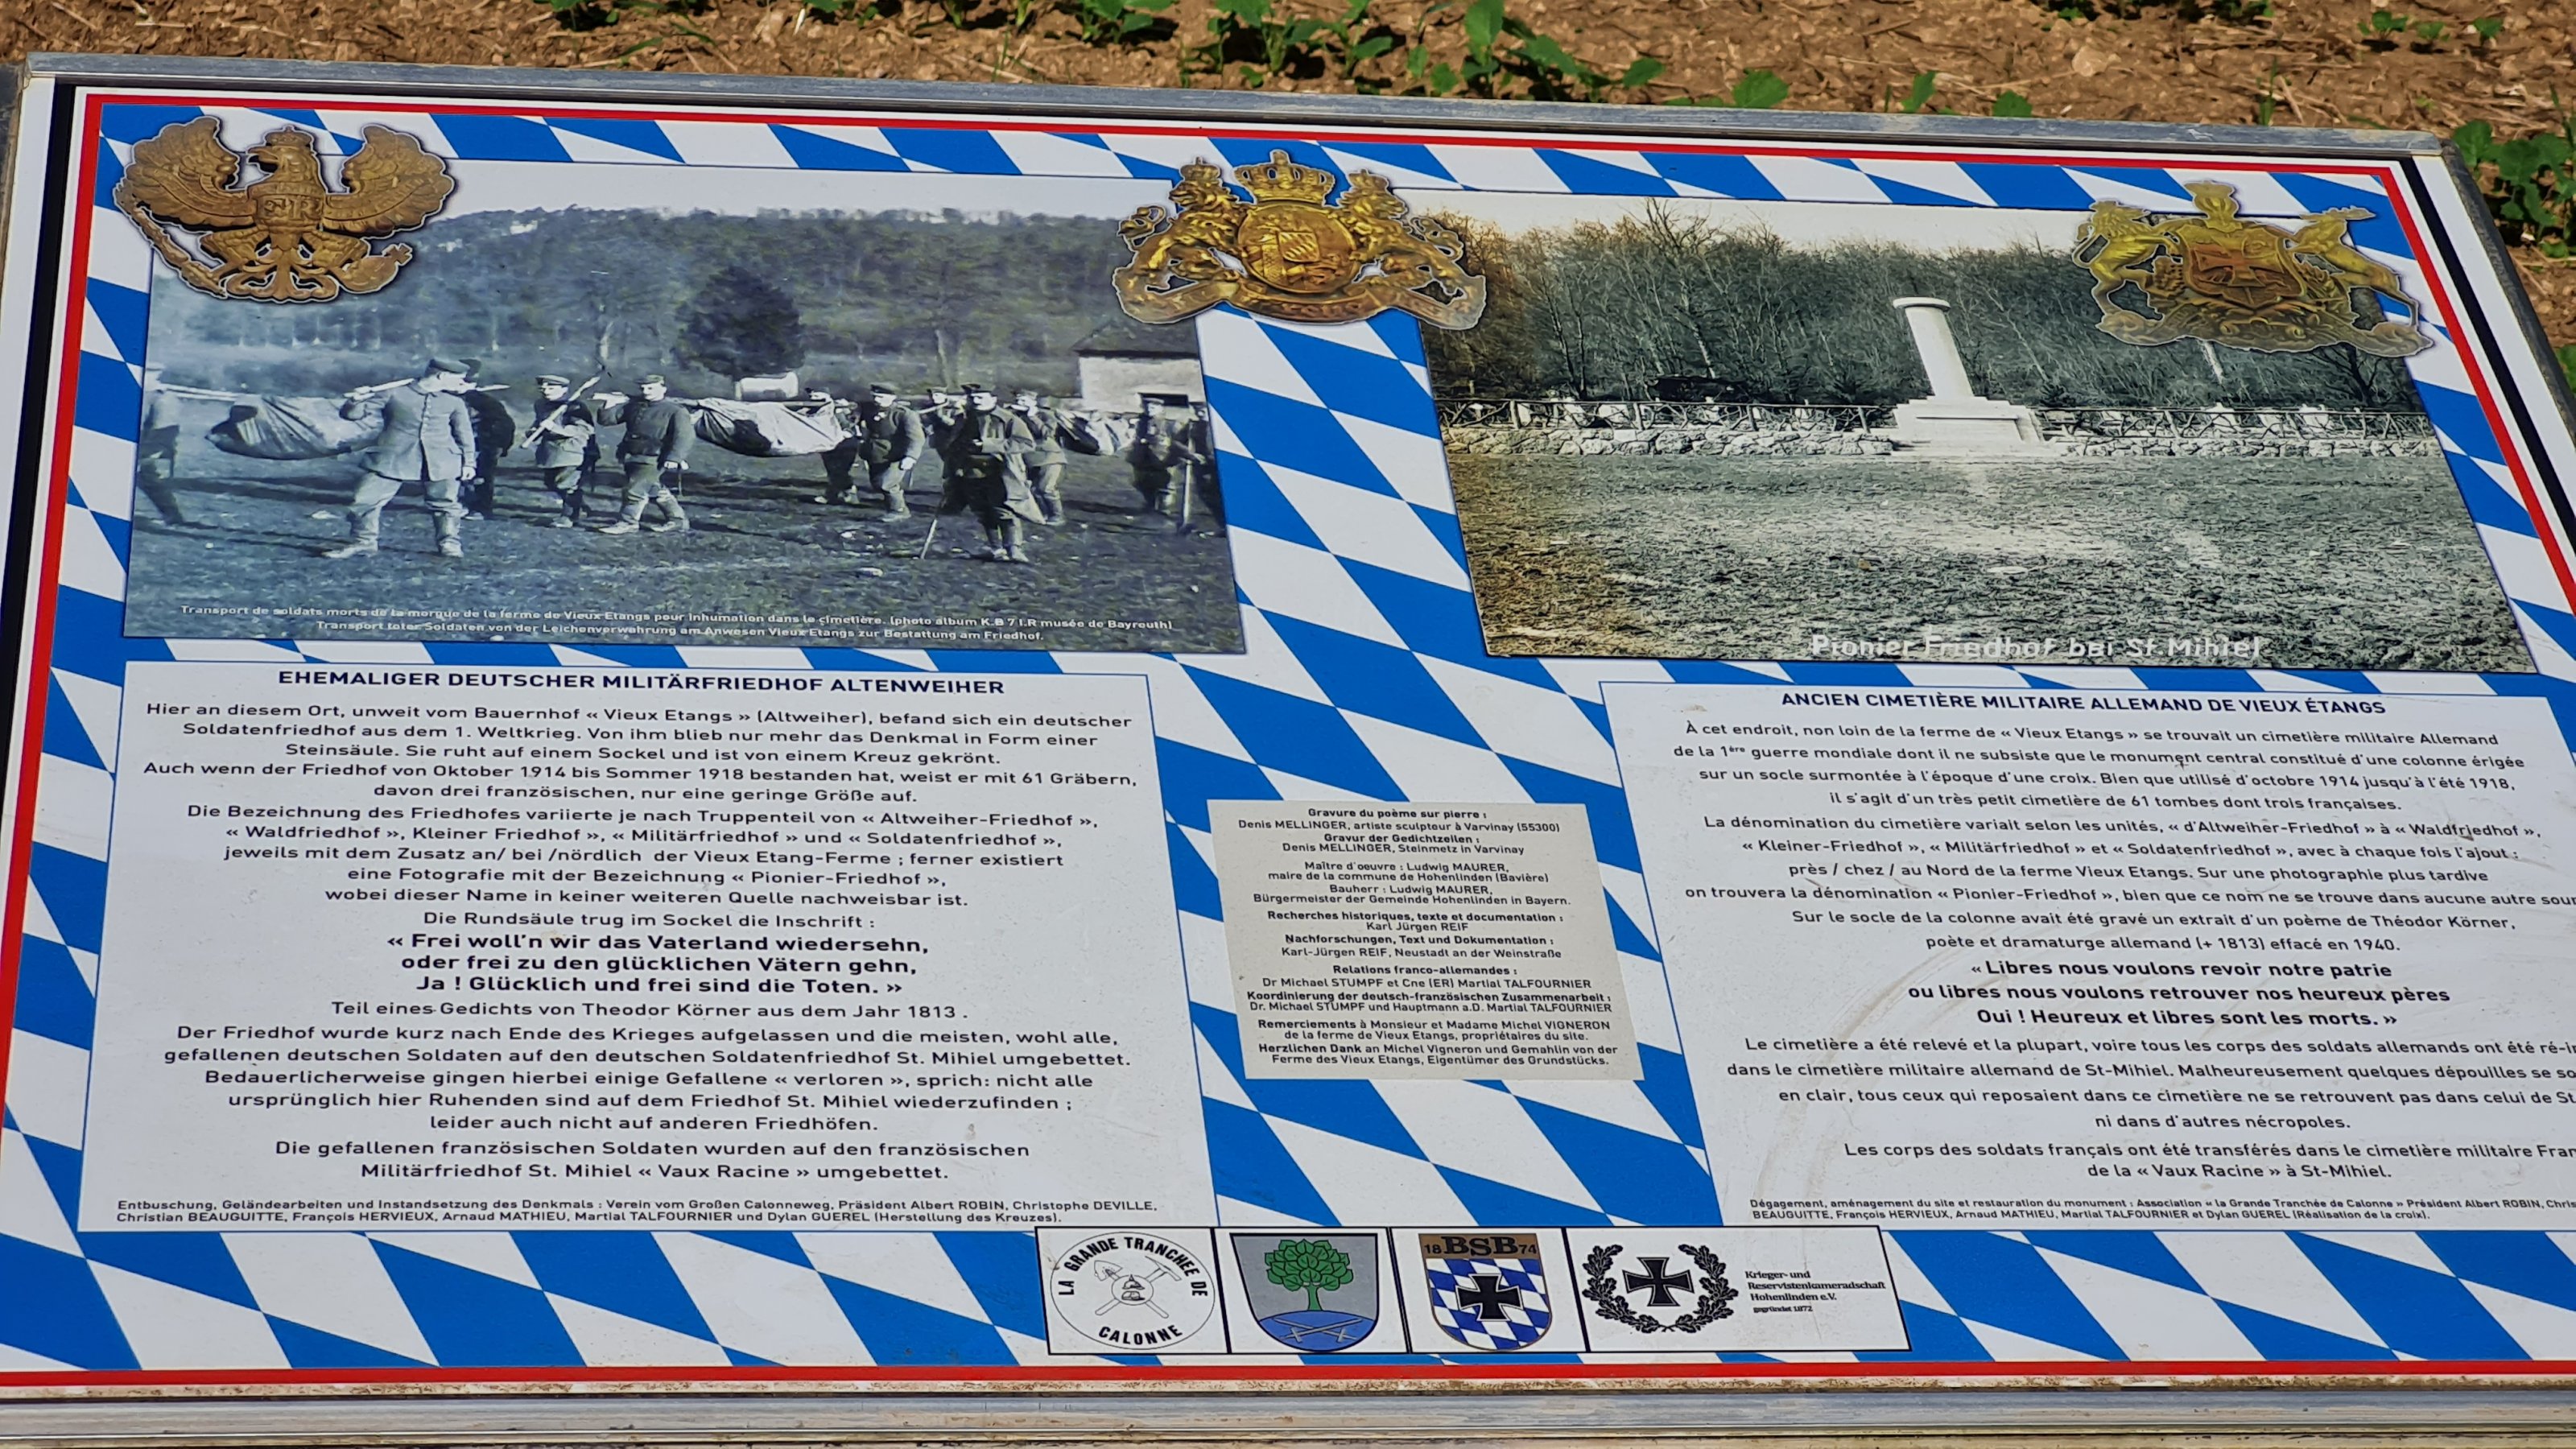 Transport de soldats morts de la morgue de la ferme de Vieux Etangs pour inhumation dans le cimetière. (photo album K.B 7 I.R musée de Bayreuth)
Transport toter Soldaten von der Leichenverwahrung am Anwesen Vieux Etangs zur Bestattung am Friedhof.
Pionier Friedhof bei St Mihiel
EHEMALIGER DEUTSCHER MILITÄRFRIEDHOF ALTENWEIHER
Hier an diesem Ort, unweit vom Bauernhof « Vieux Etangs » (Altweiher), befand sich ein deutscher
Soldatenfriedhof aus dem 1. Weltkrieg. Von ihm blieb nur mehr das Denkmal in Form einer
Steinsäule. Sie ruht auf einem Sockel und ist von einem Kreuz gekrönt.
Auch wenn der Friedhof von Oktober 1914 bis Sommer 1918 bestanden hat, weist er mit 61 Gräbern,
davon drei französischen, nur eine geringe Größe auf.
Die Bezeichnung des Friedhofes variierte je nach Truppenteil von « Altweiher-Friedhof »,
« Waldfriedhof », Kleiner Friedhof », « Militärfriedhof » und « Soldatenfriedhof »,
jeweils mit dem Zusatz an/ bei /nördlich der Vieux Etang-Ferme ; ferner existiert
eine Fotografie mit der Bezeichnung « Pionier-Friedhof »,
wobei dieser Name in keiner weiteren Quelle nachweisbar ist.
Die Rundsäule trug im Sockel die Inschrift :
« Frei woll'n wir das Vaterland wiedersehn,
oder frei zu den glücklichen Vätern gehn,
Ja ! Glücklich und frei sind die Toten. »
Teil eines Gedichts von Theodor Körner aus dem Jahr 1813 .
Der Friedhof wurde kurz nach Ende des Krieges aufgelassen und die meisten, wohl alle,
gefallenen deutschen Soldaten auf den deutschen Soldatenfriedhof St. Mihiel umgebettet.
Bedauerlicherweise gingen hierbei einige Gefallene « verloren », sprich: nicht alle
ursprünglich hier Ruhenden sind auf dem Friedhof St. Mihiel wiederzufinden ;
leider auch nicht auf anderen Friedhöfen.
Die gefallenen französischen Soldaten wurden auf den französischen
Militärfriedhof St. Mihiel « Vaux Racine » umgebettet.
Entbuschung, Geländearbeiten und Instandsetzung des Denkmals : Verein vom Großen Calonneweg, Präsident Albert ROBIN, Christophe DEVILLE,
Christian BEAUGUITTE, François HERVIEUX, Arnaud MATHIEU, Martial TALFOURNIER und Dylan GUEREL (Herstellung des Kreuzes).
Gravure du poème sur pierre :
Denis MELLINGER, artiste sculpteur à Varvinay (55300)
Gravur der Gedichtzeilen :
Denis MELLINGER, Steinmetz in Varvinay
Maître d'oeuvre : Ludwig MAURER,
maire de la commune de Hohenlinden (Bavière)
Bauherr : Ludwig MAURER,
Bürgermeister der Gemeinde Hohenlinden in Bayern.
Recherches historiques, texte et documentation :
Karl Jürgen REIF
Nachforschungen, Text und Dokumentation :
Karl-Jürgen REIF, Neustadt an der Weinstraße
Relations franco-allemandes :
Dr Michael STUMPF et Cne (ER) Martial TALFOURNIER
Koordinierung der deutsch-französischen Zusammenarbeit :
Dr. Michael STUMPF und Hauptmann a.D. Martial TALFOURNIER
Remerciements à Monsieur et Madame Michel VIGNERON
de la ferme de Vieux Etangs, propriétaires du site.
Herzlichen Dank an Michel Vigneron und Gemahlin von der
Ferme des Vieux Etangs, Eigentümer des Grundstücks.
ANCIEN CIMETIÈRE MILITAIRE ALLEMAND DE VIEUX ÉTANGS
À cet endroit, non loin de la ferme de « Vieux Etangs » se trouvait un cimetière militaire Allemand
de la 1ère guerre mondiale dont il ne subsiste que le monument central constitué d'une colonne érigée
sur un socle surmontée à l'époque d'une croix. Bien que utilisé d'octobre 1914 jusqu'à l'été 1918,
il s'agit d'un très petit cimetière de 61 tombes dont trois françaises.
La dénomination du cimetière variait selon les unités, « d'Altweiher-Friedhof » à « Waldfriedhof »,
« Kleiner-Friedhof », « Militärfriedhof » et « Soldatenfriedhof », avec à chaque fois l'ajout :
près / chez / au Nord de la ferme Vieux Etangs. Sur une photographie plus tardive
on trouvera la dénomination « Pionier-Friedhof », bien que ce nom ne se trouve dans aucune autre sour
Sur le socle de la colonne avait été gravé un extrait d'un poème de Théodor Körner,
poète et dramaturge allemand (+ 1813) effacé en 1940.
« Libres nous voulons revoir notre patrie
ou libres nous voulons retrouver nos heureux pères
Oui ! Heureux et libres sont les morts. »
Le cimetière a été relevé et la plupart, voire tous les corps des soldats allemands ont été ré-i
dans le cimetière militaire allemand de St-Mihiel. Malheureusement quelques dépouilles se so
en clair, tous ceux qui reposaient dans ce cimetière ne se retrouvent pas dans celui de St
ni dans d'autres nécropoles.
Les corps des soldats français ont été transférés dans le cimetière militaire Fran
de la « Vaux Racine » à St-Mihiel.
Dégagement, aménagement du site et restauration du monument : Association « la Grande Tranchée de Calonne » Président Albert ROBIN, Chris
BEAUGUITTE, François HERVIEUX, Arnaud MATHIEU, Martial TALFOURNIER et Dylan GUEREL (Réalisation de la croix).
LA GRANDE TRANCHÉE DE
CALONNE
18 BSB 74
Krieger- und
Reservistenkameradschaft
Hohenlinden e.V.
gegründet 1872